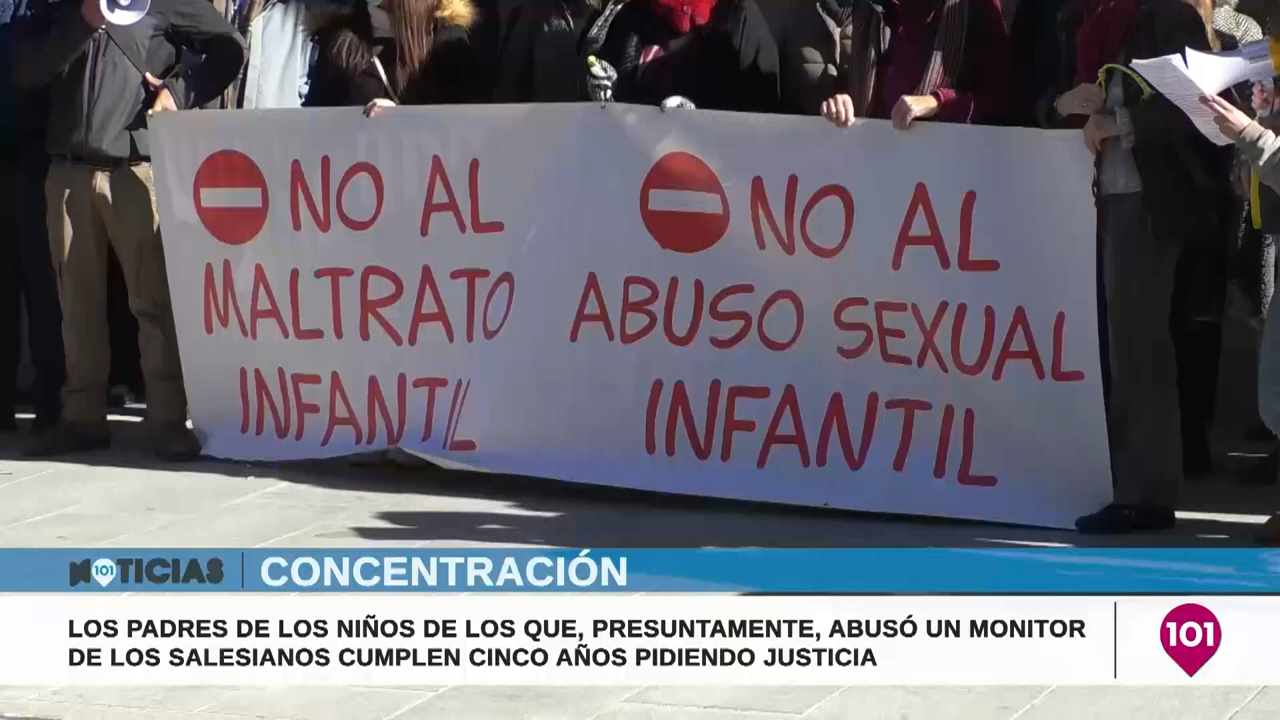 NO AL
MALTRATO
INFANTIL
NO AL
ABUSO SEXUAL
INFANTIL
NOTICIAS 101
CONCENTRACIÓN
LOS PADRES DE LOS NIÑOS DE LOS QUE, PRESUNTAMENTE, ABUSÓ UN MONITOR
DE LOS SALESIANOS CUMPLEN CINCO AÑOS PIDIENDO JUSTICIA
101